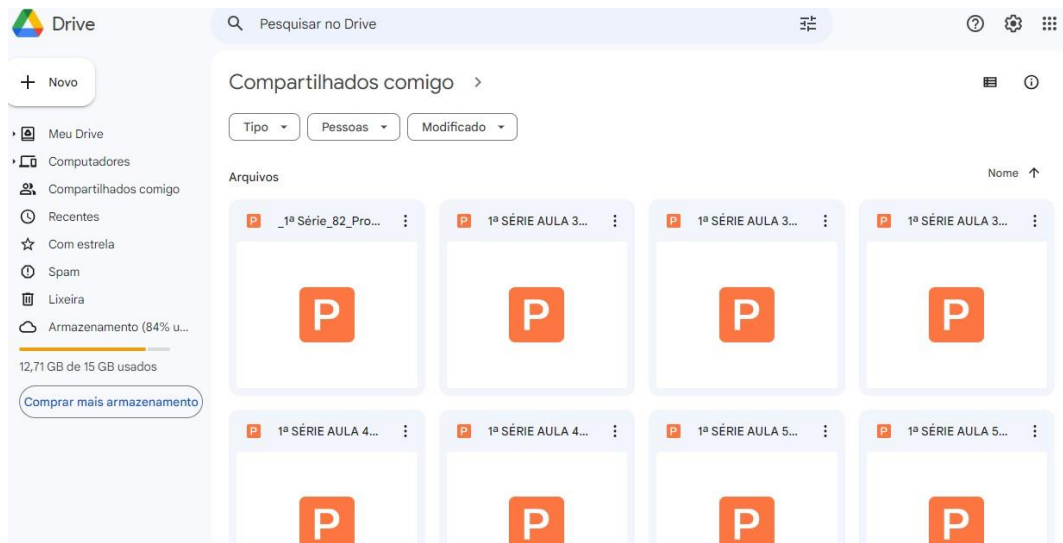 Drive
Pesquisar no Drive
Novo
Meu Drive
Computadores
Compartilhados comigo
Recentes
Com estrela
Spam
Lixeira
Armazenamento (84% u...
12,71 GB de 15 GB usados
Comprar mais armazenamento
Compartilhados comigo
Tipo Pessoas Modificado
Arquivos Nome
P _1ª Série_82_Pro... P 1ª SÉRIE AULA 3... P 1ª SÉRIE AULA 3... P 1ª SÉRIE AULA 3...
P P P P
P 1ª SÉRIE AULA 4... P 1ª SÉRIE AULA 4... P 1ª SÉRIE AULA 5... P 1ª SÉRIE AULA 5...
P P P P